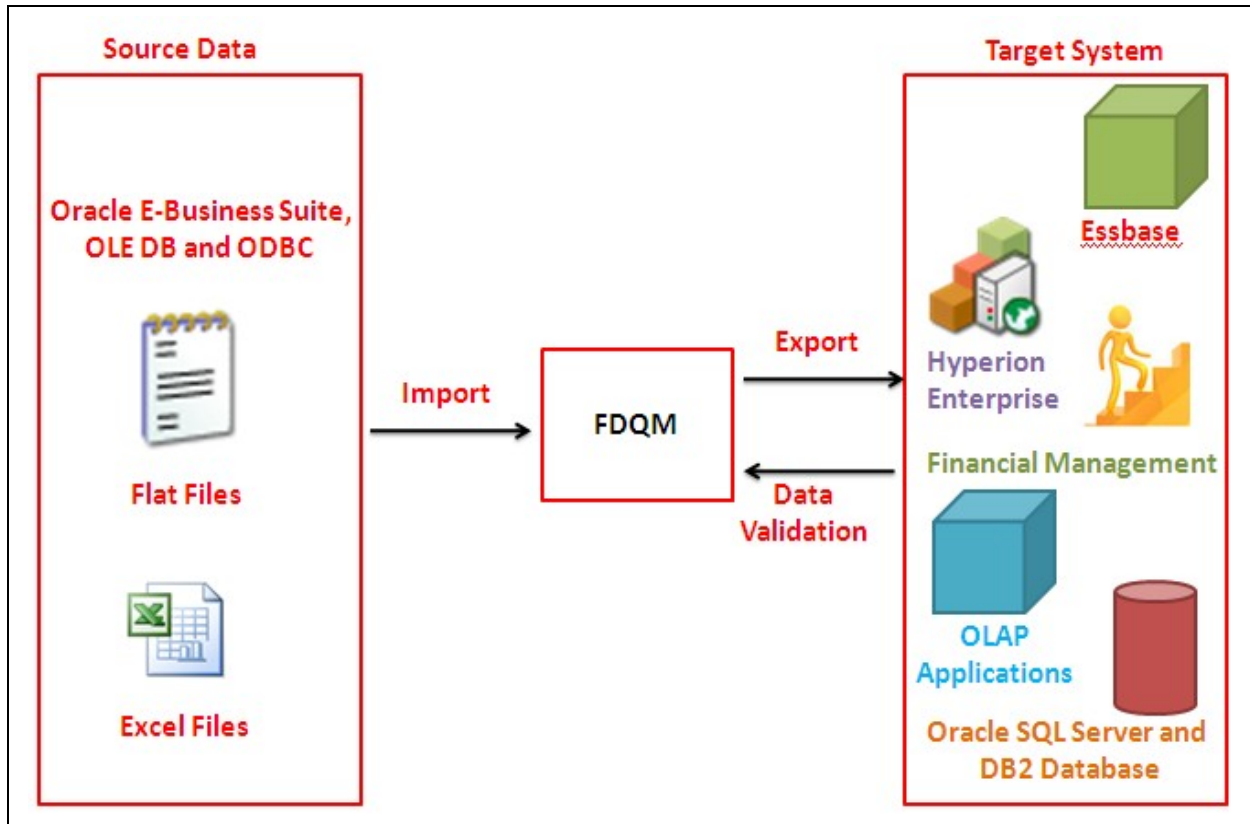 Source Data
Oracle E-Business Suite,
OLE DB and ODBC
Flat Files
Excel Files
Import
FDQM
Export
Data
Validation
Target System
Essbase
Hyperion
Enterprise
Financial Management
OLAP
Applications
Oracle SQL Server and
DB2 Database